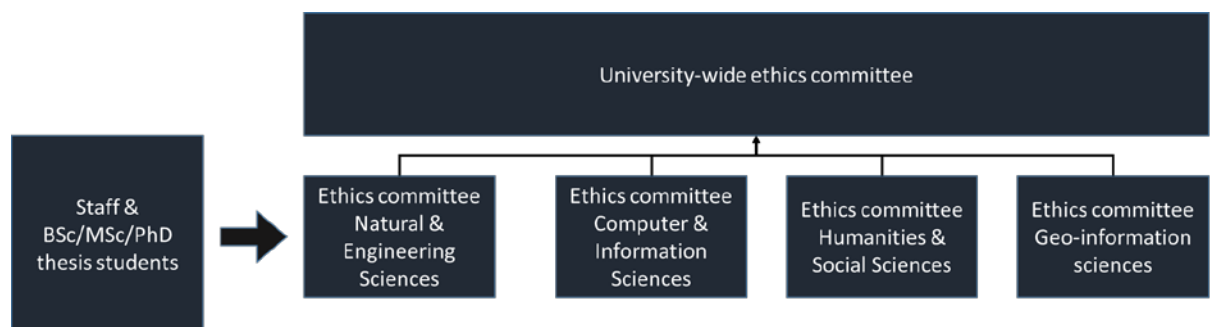 University-wide ethics committee
Staff &
BSc/MSc/PhD
thesis students
Ethics committee
Natural &
Engineering
Sciences
Ethics committee
Computer &
Information
Sciences
Ethics committee
Humanities &
Social Sciences
Ethics committee
Geo-information
sciences